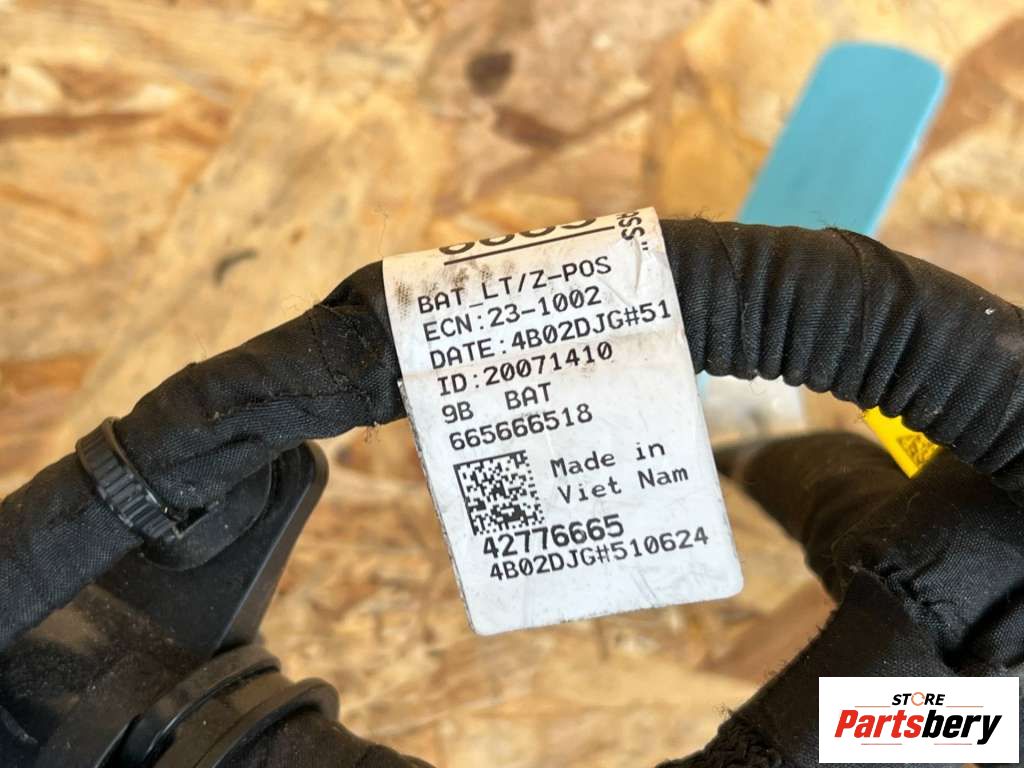 BAT_LT/Z-POS
ECN:23-1002
DATE:4B02DJG#51
ID:20071410
9B BAT
665666518
Made in
Viet Nam
42776665
4B02DJG#510624
STORE
Partsbery